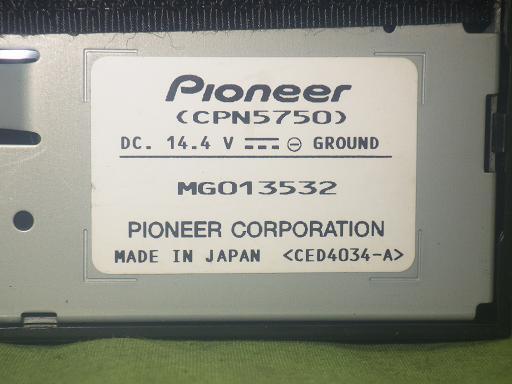 Pioneer
(CPN5750)
DC. 14.4 V ⎓ ⊖ GROUND
MG013532
PIONEER CORPORATION
MADE IN JAPAN <CED4034-A>